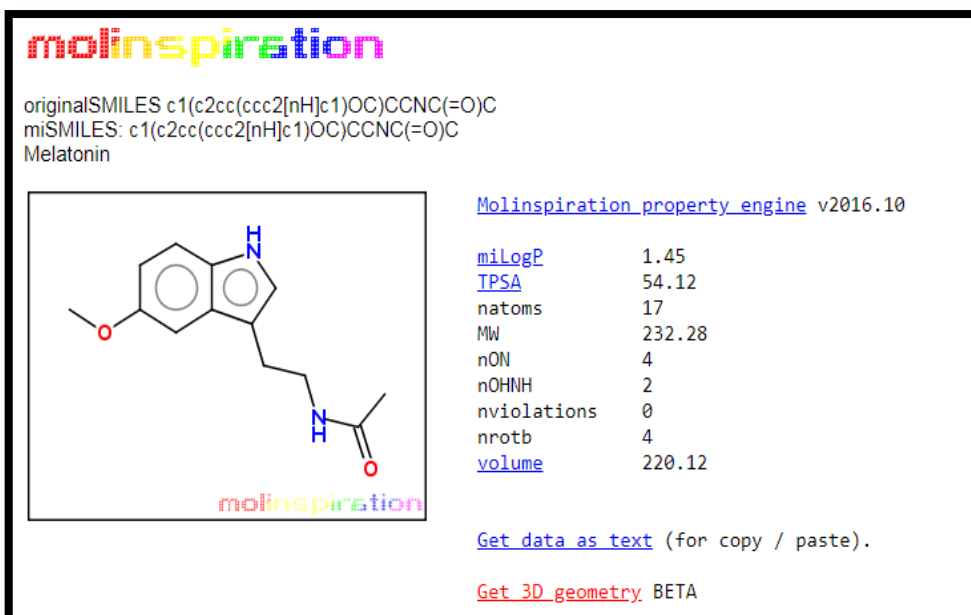 molinspiration
originalSMILES c1(c2cc(ccc2[nH]c1)OC)CCNC(=O)C
miSMILES: c1(c2cc(ccc2[nH]c1)OC)CCNC(=O)C
Melatonin
H
N
O
N
H
O
molinspiration
Molinspiration property engine v2016.10
miLogP 1.45
TPSA 54.12
natoms 17
MW 232.28
nON 4
nOHNH 2
nviolations 0
nrotb 4
volume 220.12
Get data as text (for copy / paste).
Get 3D geometry BETA